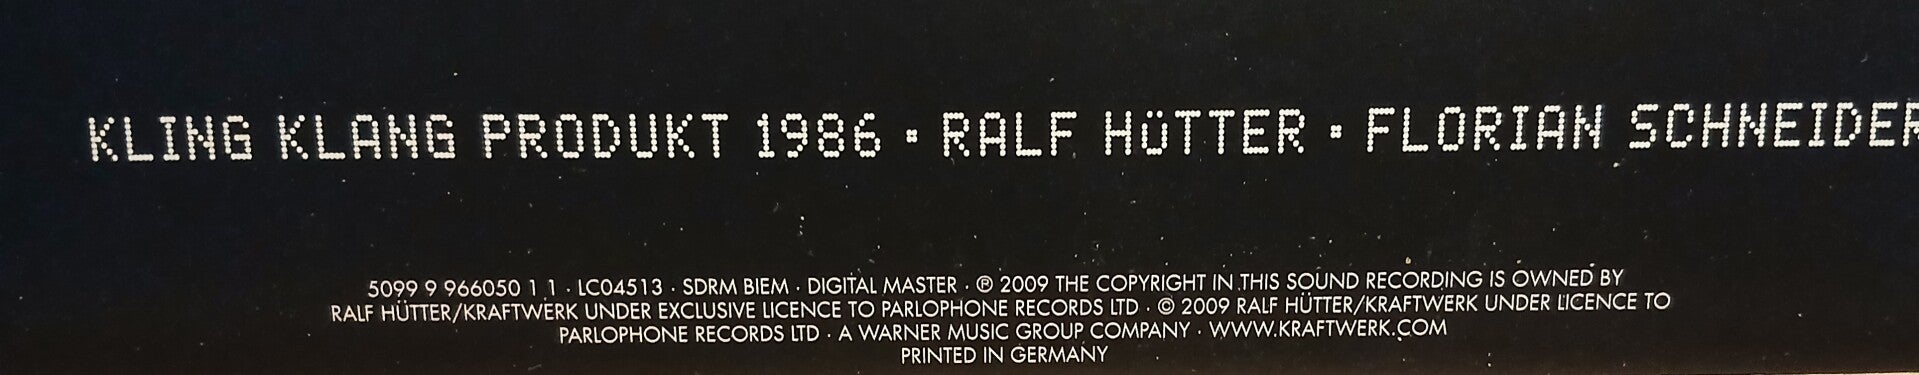 KLING KLANG PRODUKT 1986 · RALF HÜTTER · FLORIAN SCHNEIDER
5099 9 966050 1 1 · LC04513 · SDRM BIEM · DIGITAL MASTER · ℗ 2009 THE COPYRIGHT IN THIS SOUND RECORDING IS OWNED BY
RALF HÜTTER/KRAFTWERK UNDER EXCLUSIVE LICENCE TO PARLOPHONE RECORDS LTD · © 2009 RALF HÜTTER/KRAFTWERK UNDER LICENCE TO
PARLOPHONE RECORDS LTD · A WARNER MUSIC GROUP COMPANY · WWW.KRAFTWERK.COM
PRINTED IN GERMANY